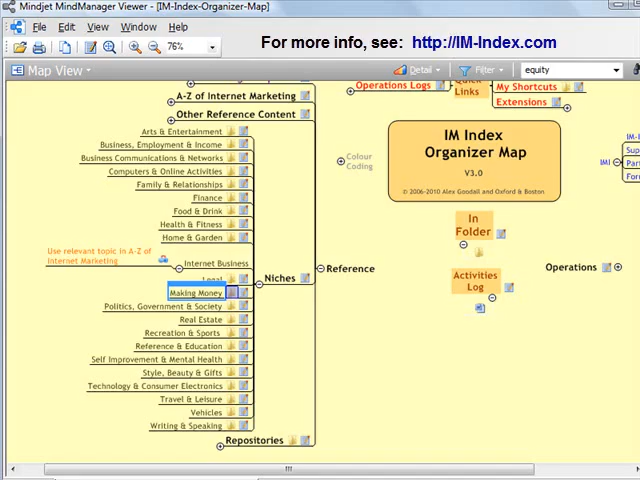 Mindjet MindManager Viewer - [IM-Index-Organizer-Map]
File Edit View Window Help
76%
For more info, see: http://IM-Index.com
Map View
Detail
Filter
equity
A-Z of Internet Marketing
Other Reference Content
Arts & Entertainment
Business, Employment & Income
Business Communications & Networks
Computers & Online Activities
Family & Relationships
Finance
Food & Drink
Health & Fitness
Home & Garden
Use relevant topic in A-Z of
Internet Marketing
Internet Business
Legal
Making Money
Politics, Government & Society
Real Estate
Recreation & Sports
Reference & Education
Self Improvement & Mental Health
Style, Beauty & Gifts
Technology & Consumer Electronics
Travel & Leisure
Vehicles
Writing & Speaking
Niches
Reference
Repositories
Operations Logs
Quick
Links
My Shortcuts
Extensions
Colour
Coding
IM Index
Organizer Map
V3.0
© 2006-2010 Alex Goodall and Oxford & Boston
In
Folder
Activities
Log
Operations
IMI
IM-I
Sup
Part
Forr